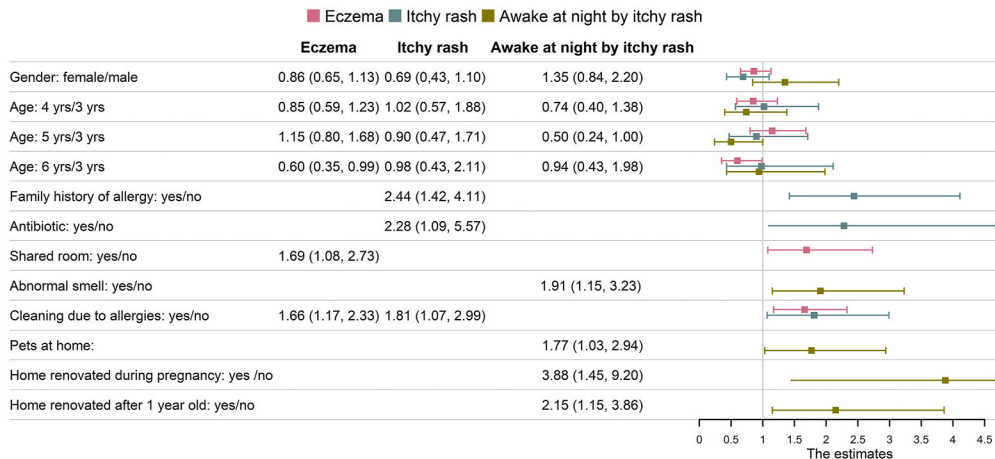 Eczema Itchy rash Awake at night by itchy rash
Eczema Itchy rash Awake at night by itchy rash
Gender: female/male 0.86 (0.65, 1.13) 0.69 (0,43, 1.10) 1.35 (0.84, 2.20)
Age: 4 yrs/3 yrs 0.85 (0.59, 1.23) 1.02 (0.57, 1.88) 0.74 (0.40, 1.38)
Age: 5 yrs/3 yrs 1.15 (0.80, 1.68) 0.90 (0.47, 1.71) 0.50 (0.24, 1.00)
Age: 6 yrs/3 yrs 0.60 (0.35, 0.99) 0.98 (0.43, 2.11) 0.94 (0.43, 1.98)
Family history of allergy: yes/no 2.44 (1.42, 4.11)
Antibiotic: yes/no 2.28 (1.09, 5.57)
Shared room: yes/no 1.69 (1.08, 2.73)
Abnormal smell: yes/no 1.91 (1.15, 3.23)
Cleaning due to allergies: yes/no 1.66 (1.17, 2.33) 1.81 (1.07, 2.99)
Pets at home: 1.77 (1.03, 2.94)
Home renovated during pregnancy: yes /no 3.88 (1.45, 9.20)
Home renovated after 1 year old: yes/no 2.15 (1.15, 3.86)
0 0.5 1 1.5 2 2.5 3 3.5 4 4.5
The estimates